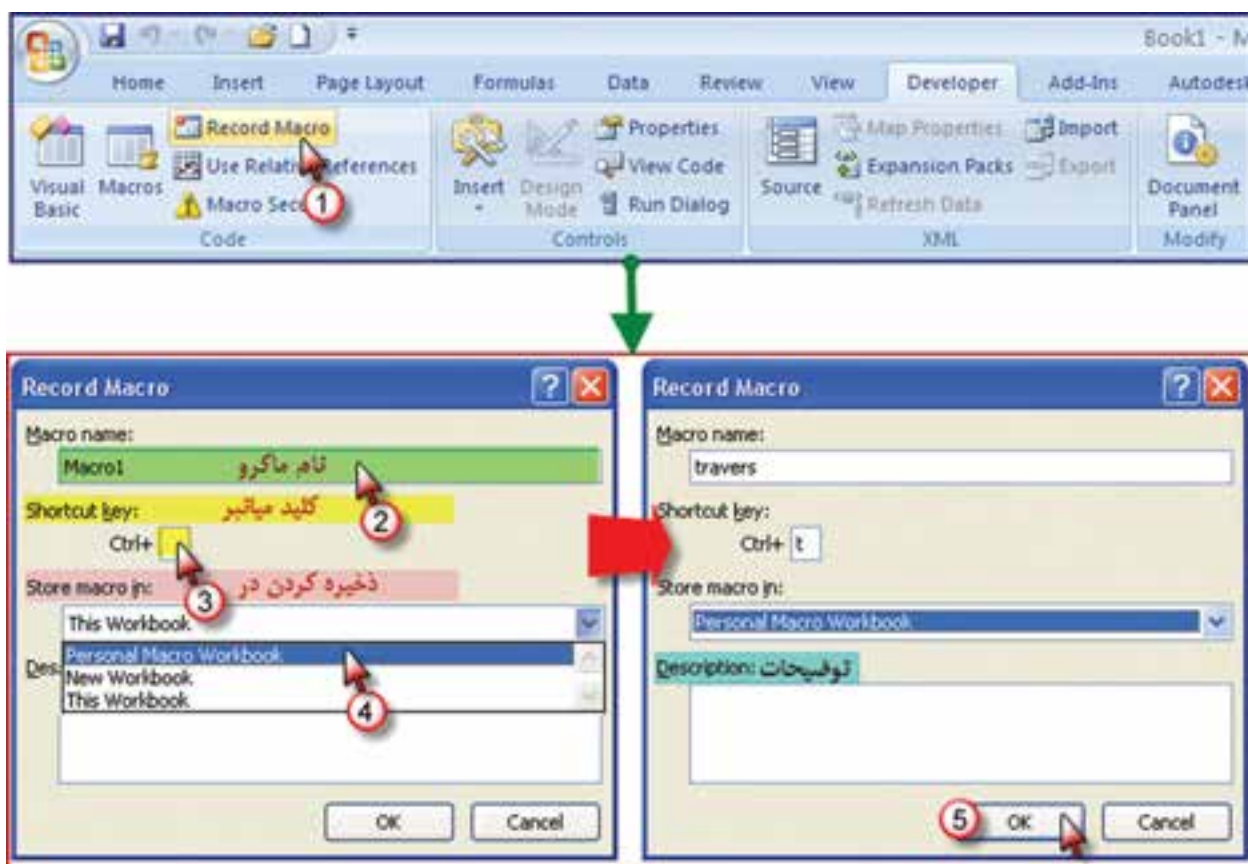 Book1 - M
Home Insert Page Layout Formulas Data Review View Developer Add-Ins Autodesk
Record Macro
Use Relative References
Macro Sec
Visual Basic
Macros
1
Code
Insert
Design Mode
Properties
View Code
Run Dialog
Controls
Source
Map Properties
Expansion Packs
Refresh Data
Import
Export
XML
Document Panel
Modify
Record Macro
Macro name:
Macro1 نام ماکرو
2
Shortcut key: کلید میانبر
Ctrl+
3
Store macro in: ذخیره کردن در
This Workbook
Personal Macro Workbook
Des
New Workbook
This Workbook
4
OK Cancel
Record Macro
Macro name:
travers
Shortcut key:
Ctrl+ t
Store macro in:
Personal Macro Workbook
Description: توضیحات
5
OK Cancel